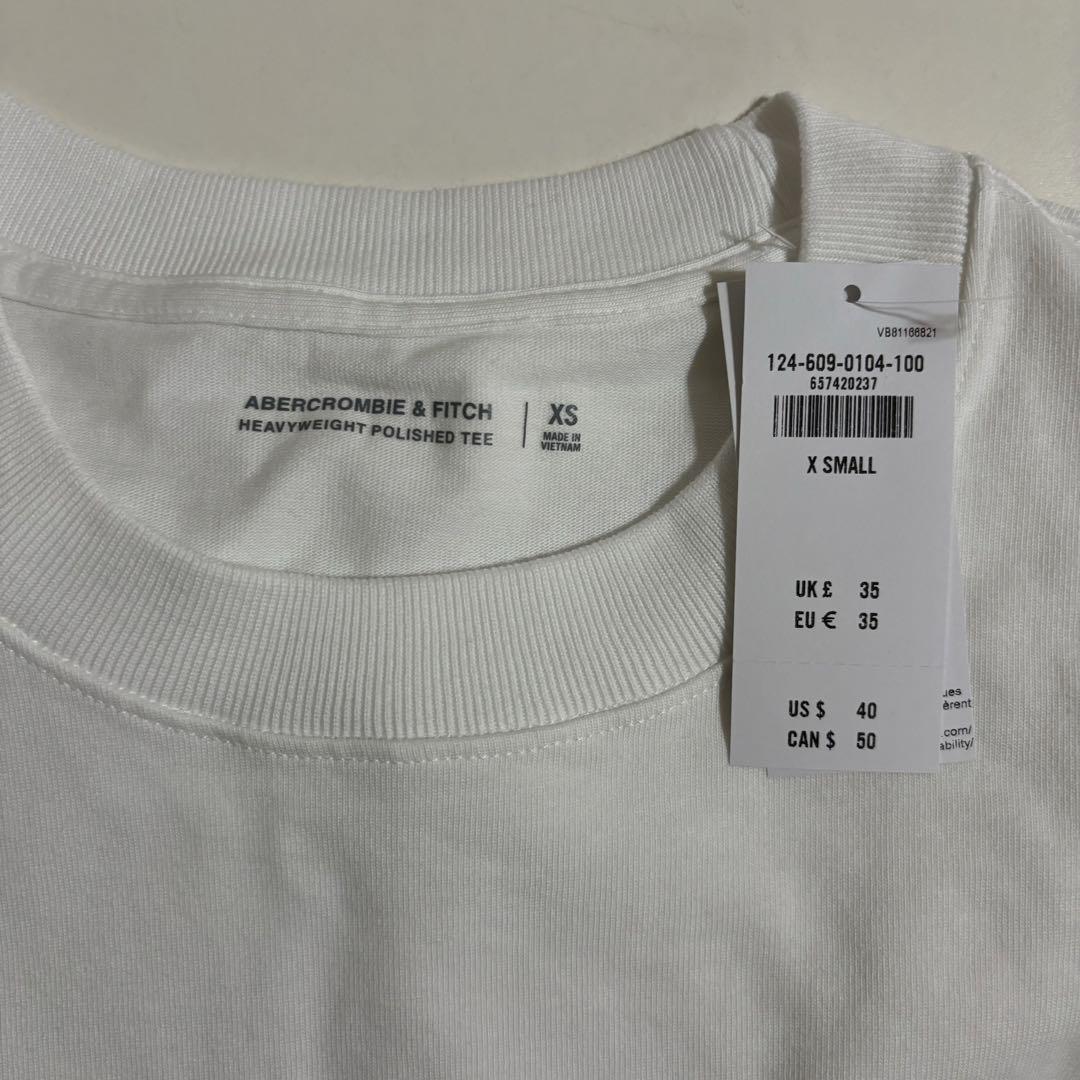 ABERCROMBIE & FITCH
HEAVYWEIGHT POLISHED TEE
XS
MADE IN
VIETNAM
VB81166821
124-609-0104-100
657420237
X SMALL
UK £ 35
EU € 35
US $ 40
CAN $ 50
.com/